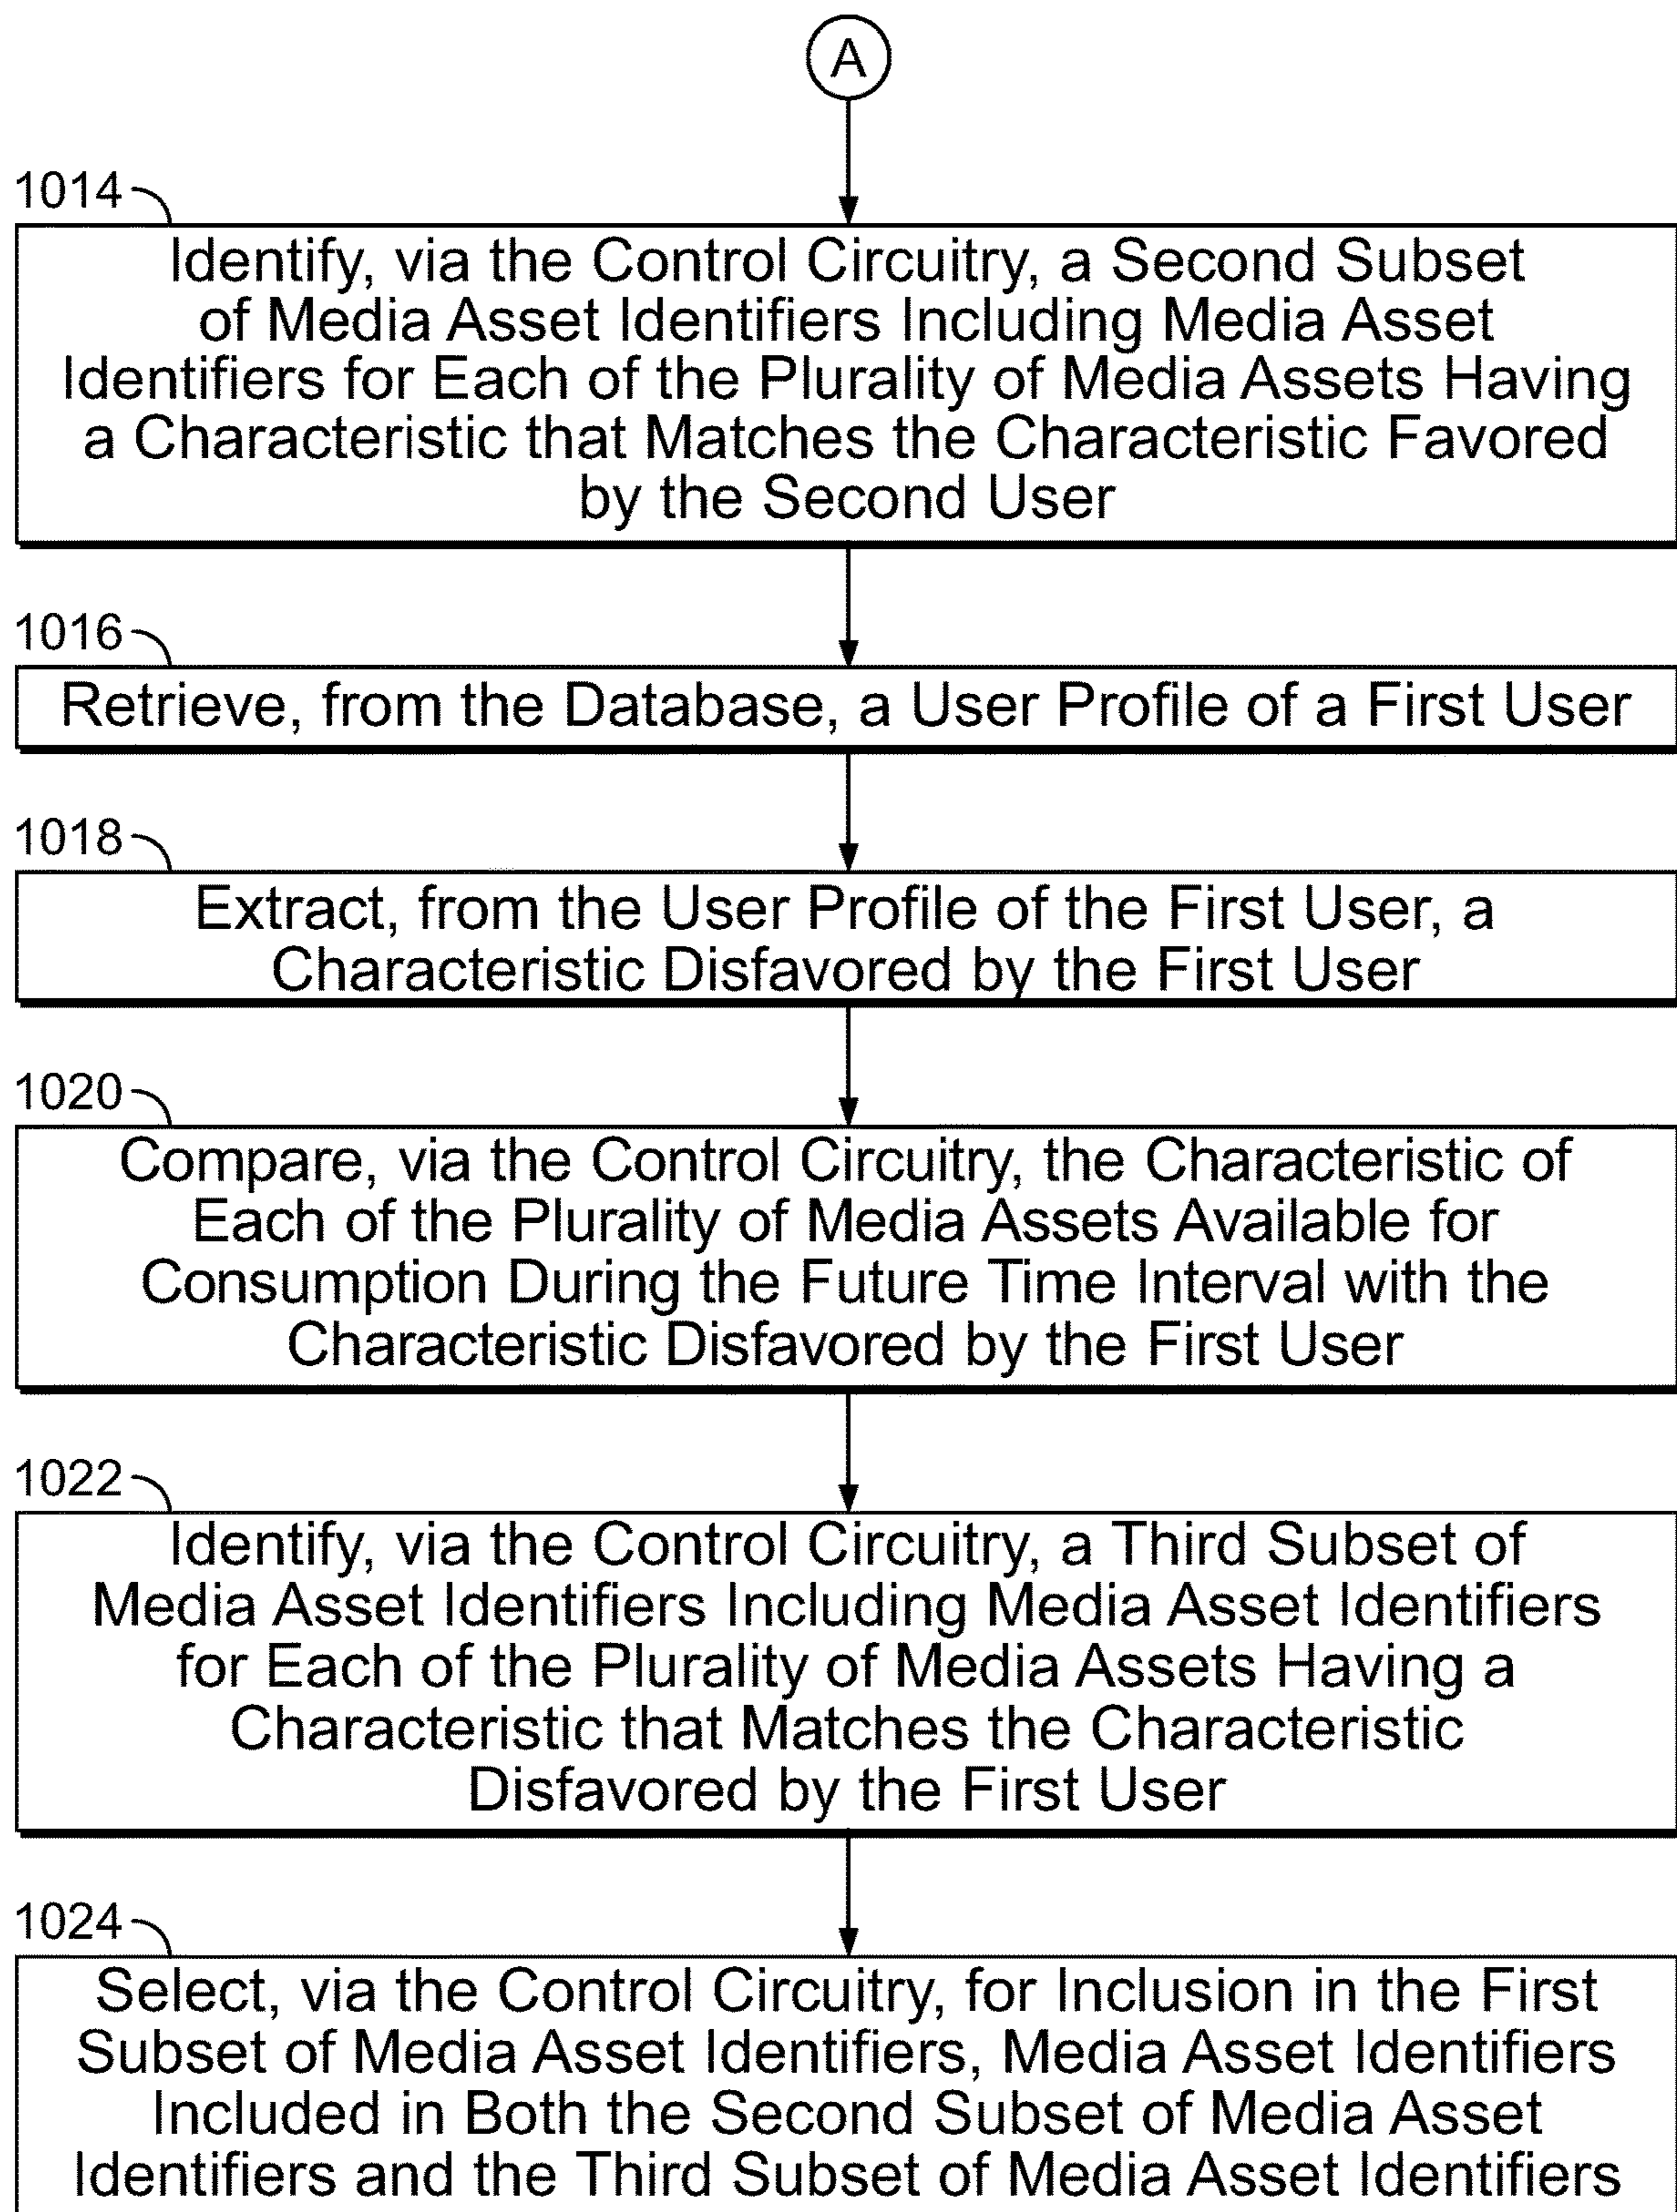 A
1014
Identify, via the Control Circuitry, a Second Subset
of Media Asset Identifiers Including Media Asset
Identifiers for Each of the Plurality of Media Assets Having
a Characteristic that Matches the Characteristic Favored
by the Second User
1016
Retrieve, from the Database, a User Profile of a First User
1018
Extract, from the User Profile of the First User, a
Characteristic Disfavored by the First User
1020
Compare, via the Control Circuitry, the Characteristic of
Each of the Plurality of Media Assets Available for
Consumption During the Future Time Interval with the
Characteristic Disfavored by the First User
1022
Identify, via the Control Circuitry, a Third Subset of
Media Asset Identifiers Including Media Asset Identifiers
for Each of the Plurality of Media Assets Having a
Characteristic that Matches the Characteristic
Disfavored by the First User
1024
Select, via the Control Circuitry, for Inclusion in the First
Subset of Media Asset Identifiers, Media Asset Identifiers
Included in Both the Second Subset of Media Asset
Identifiers and the Third Subset of Media Asset Identifiers